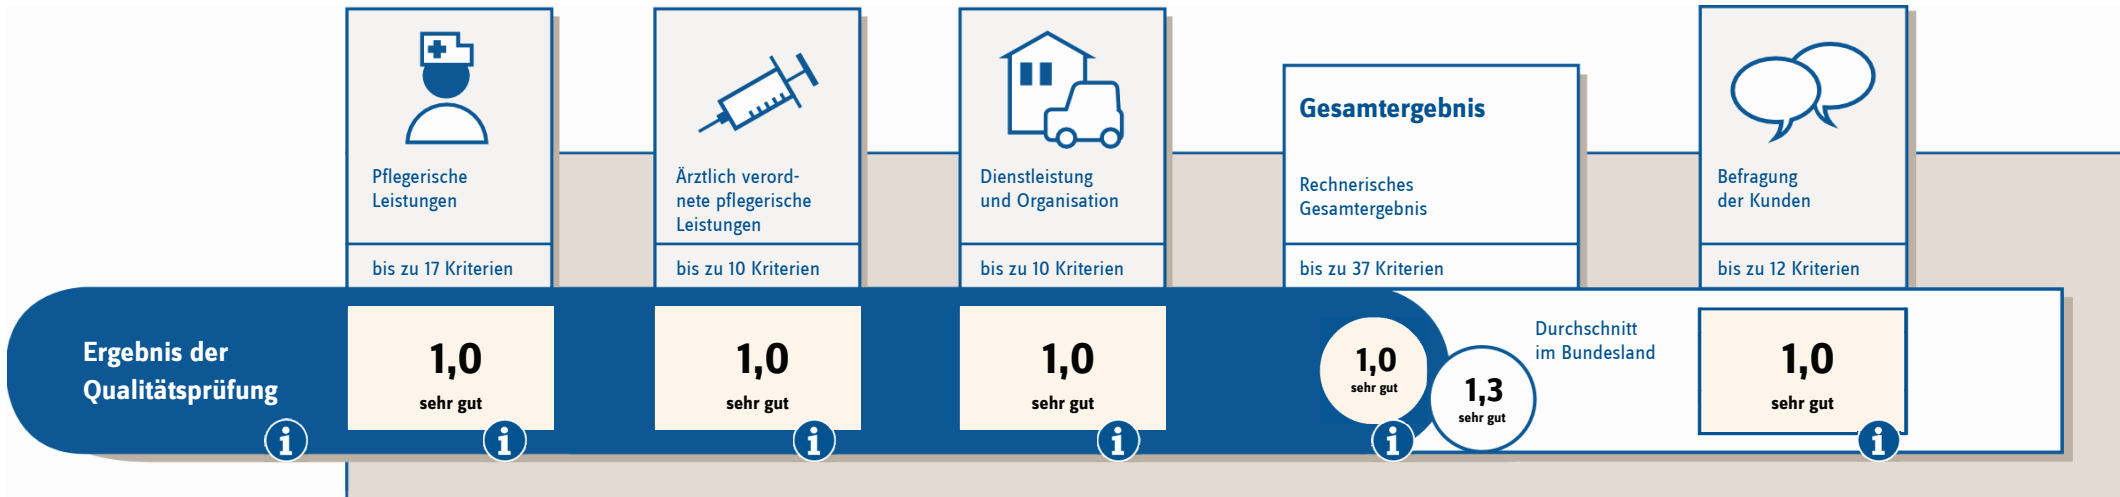 Pflegerische
Leistungen
bis zu 17 Kriterien
Ärztlich verord-
nete pflegerische
Leistungen
bis zu 10 Kriterien
Dienstleistung
und Organisation
bis zu 10 Kriterien
Gesamtergebnis
Rechnerisches
Gesamtergebnis
bis zu 37 Kriterien
Befragung
der Kunden
bis zu 12 Kriterien
Ergebnis der
Qualitätsprüfung
i
1,0
sehr gut
i
1,0
sehr gut
i
1,0
sehr gut
i
1,0
sehr gut
i
1,3
sehr gut
Durchschnitt
im Bundesland
1,0
sehr gut
i